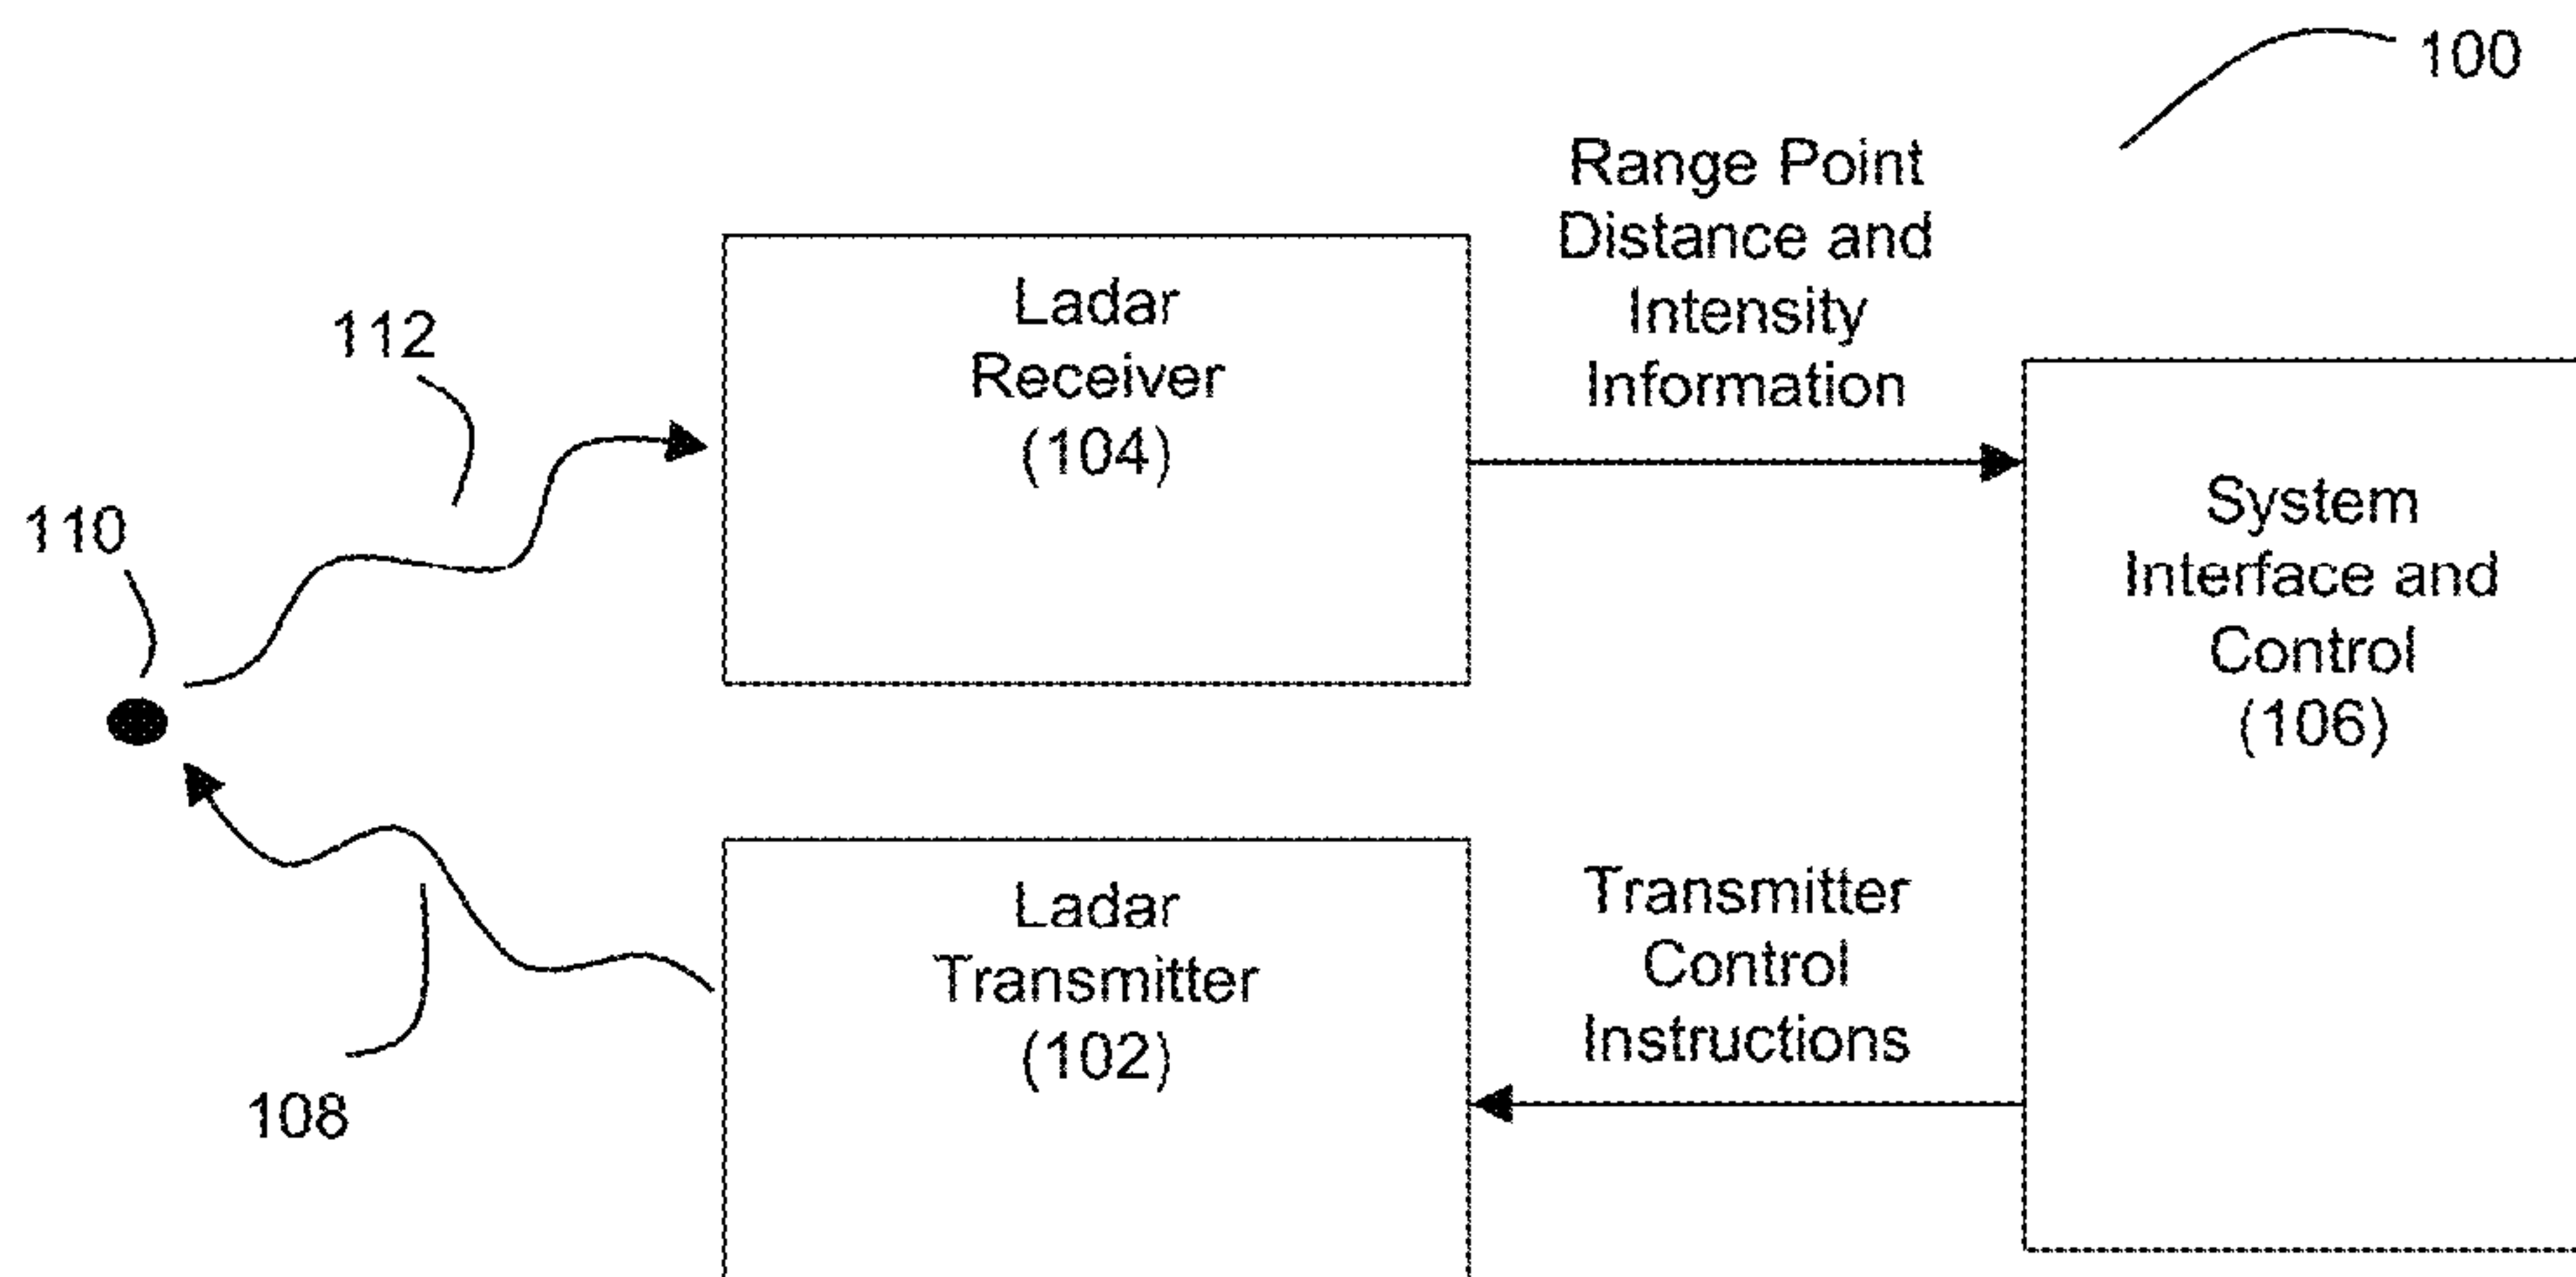 100
Range Point
Distance and
Intensity
Information
Ladar
Receiver
(104)
112
110
System
Interface and
Control
(106)
Ladar
Transmitter
(102)
Transmitter
Control
Instructions
108